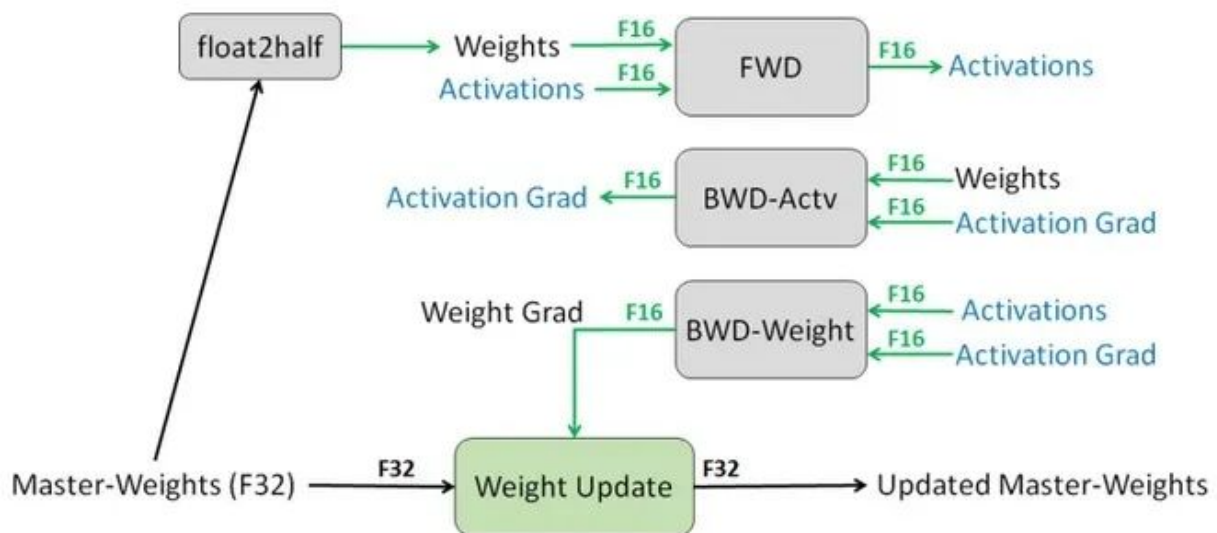 float2half
Weights
F16
Activations
F16
FWD
F16
Activations
Activation Grad
F16
BWD-Actv
F16
Weights
F16
Activation Grad
Weight Grad
F16
BWD-Weight
F16
Activations
F16
Activation Grad
Master-Weights (F32)
F32
Weight Update
F32
Updated Master-Weights